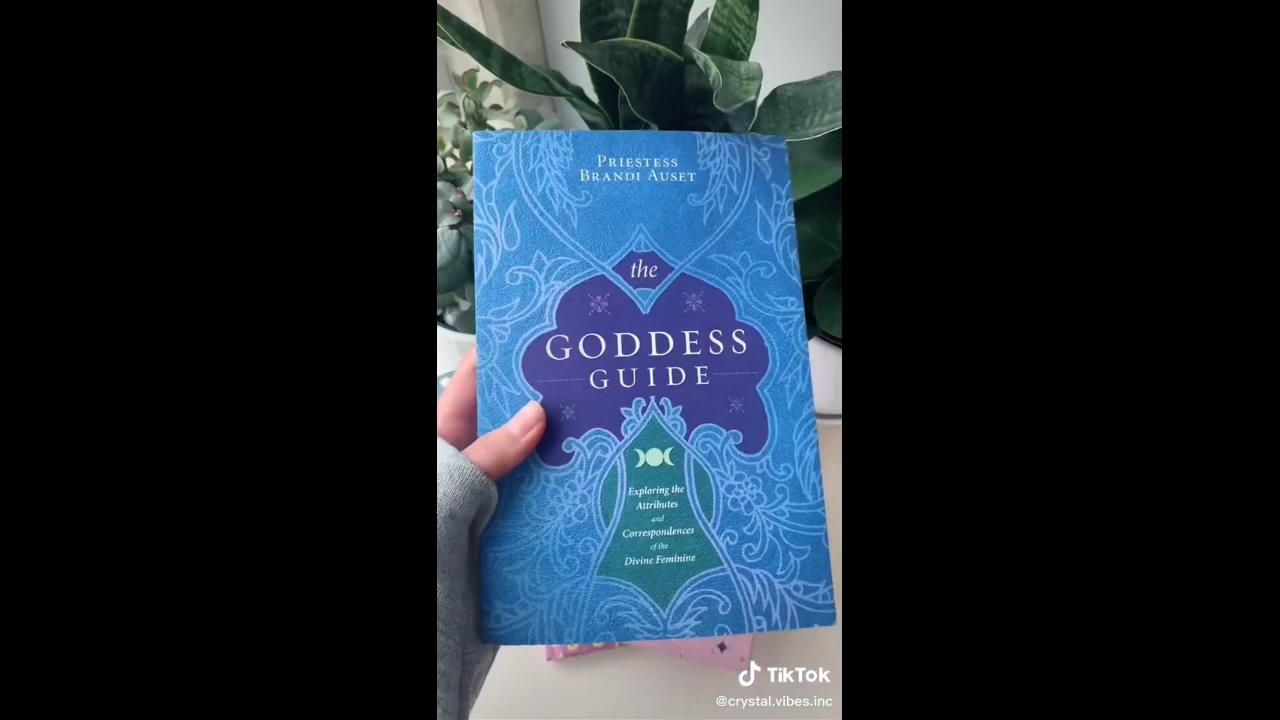 PRIESTESS
BRANDI AUSET
the
GODDESS
GUIDE
Exploring the
Attributes
and
Correspondences
of the
Divine Feminine
TikTok
@crystal.vibes.inc